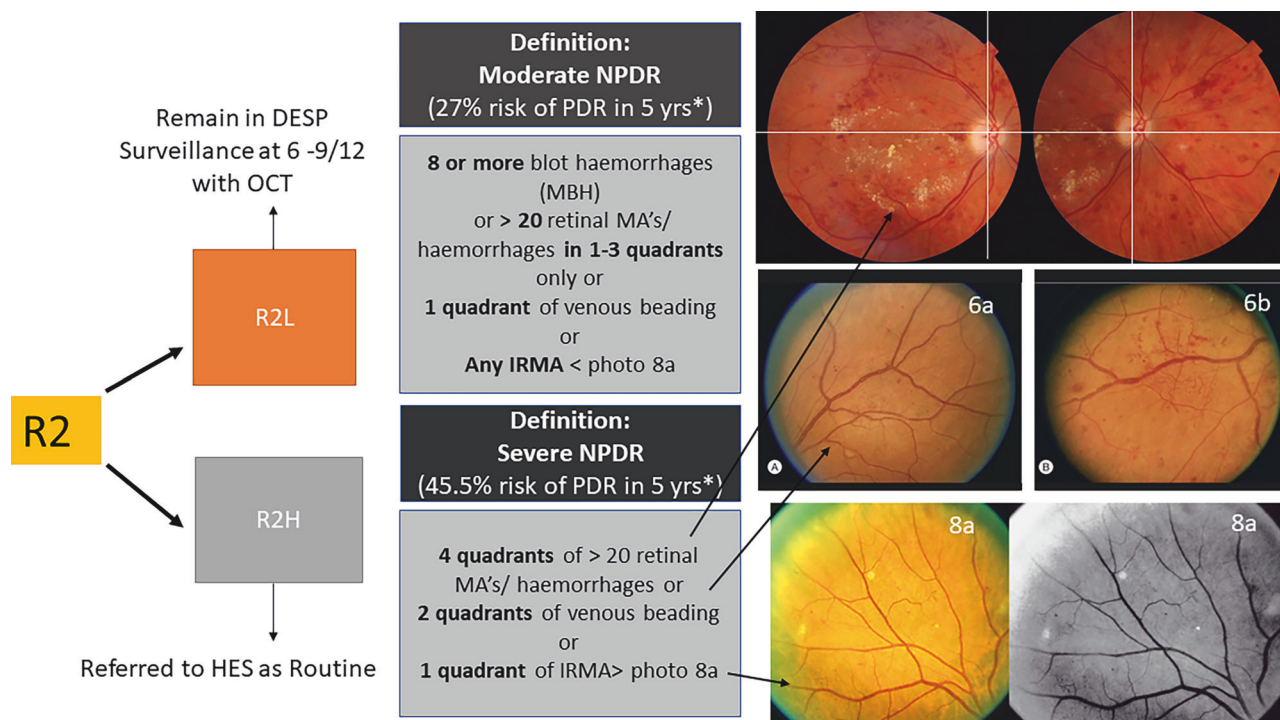 Remain in DESP
Surveillance at 6 -9/12
with OCT
R2L
R2
R2H
Referred to HES as Routine
Definition:
Moderate NPDR
(27% risk of PDR in 5 yrs*)
8 or more blot haemorrhages
(MBH)
or > 20 retinal MA's/
haemorrhages in 1-3 quadrants
only or
1 quadrant of venous beading
or
Any IRMA < photo 8a
Definition:
Severe NPDR
(45.5% risk of PDR in 5 yrs*)
4 quadrants of > 20 retinal
MA's/ haemorrhages or
2 quadrants of venous beading
or
1 quadrant of IRMA> photo 8a
6a
A
6b
B
8a
8a